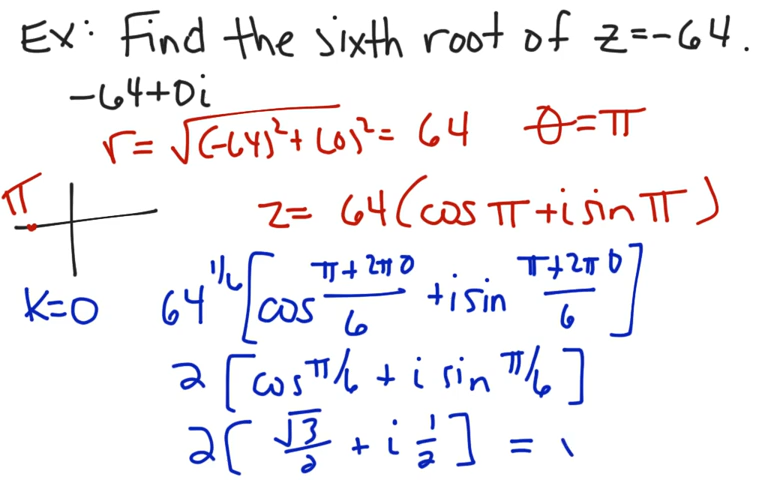 Ex: Find the sixth root of z=-64.
-64+0i
r= √(-64)²+(0)²= 64 θ=π
π
z= 64(cos π+i sin π)
K=0 64^1/6 [cos (π+2π0)/6 + i sin (π+2π0)/6]
2 [cos π/6 + i sin π/6]
2[ √3/2 + i 1/2 ] =